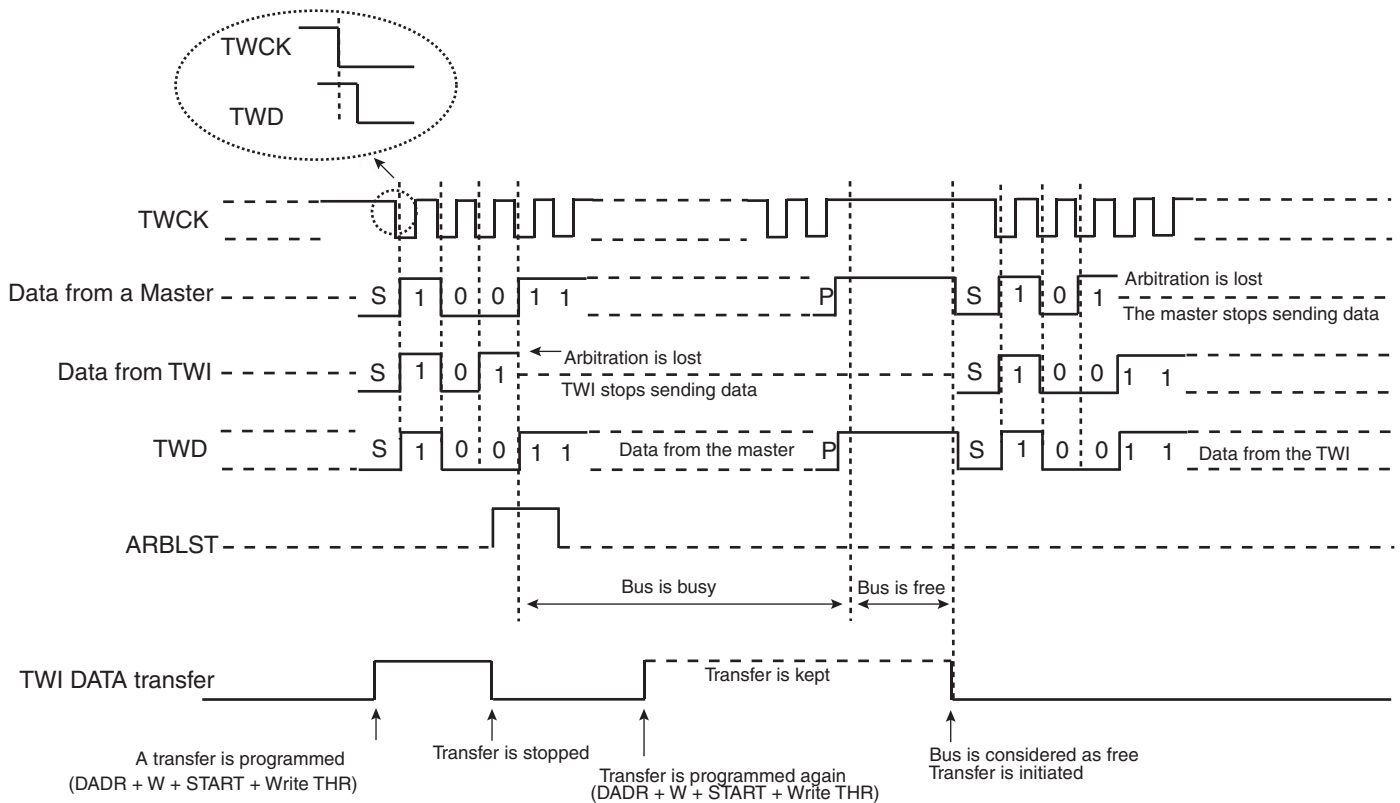 TWCK
TWD
TWCK
Data from a Master S 1 0 0 1 1 P S 1 0 1 Arbitration is lost
The master stops sending data
Data from TWI S 1 0 1 Arbitration is lost S 1 0 0 1 1
TWI stops sending data
TWD S 1 0 0 1 1 Data from the master P S 1 0 0 1 1 Data from the TWI
ARBLST
Bus is busy Bus is free
TWI DATA transfer Transfer is kept
A transfer is programmed
(DADR + W + START + Write THR)
Transfer is stopped
Transfer is programmed again
(DADR + W + START + Write THR)
Bus is considered as free
Transfer is initiated